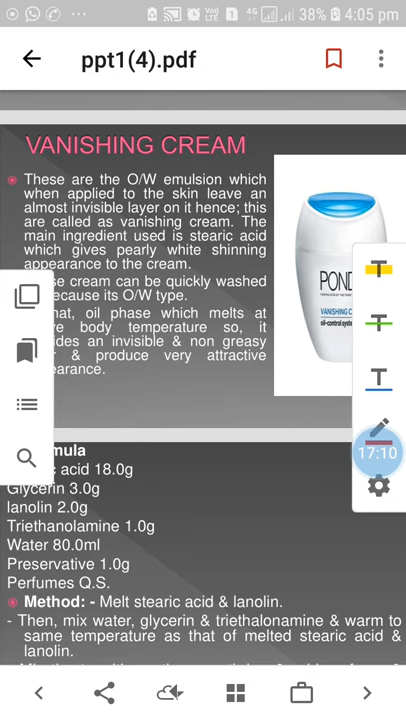 VoD LTE 1 4G 38% 4:05 pm
ppt1(4).pdf
VANISHING CREAM
These are the O/W emulsion which
when applied to the skin leave an
almost invisible layer on it hence; this
are called as vanishing cream. The
main ingredient used is stearic acid
which gives pearly white shinning
appearance to the cream.
cream can be quickly washed
because its O/W type.
oil phase which melts at
body temperature so, it
an invisible & non greasy
& produce very attractive
POND
VANISHING
oil-control
17:10
acid 18.0g
Glycerin 3.0g
lanolin 2.0g
Triethanolamine 1.0g
Water 80.0ml
Preservative 1.0g
Perfumes Q.S.
Method: - Melt stearic acid & lanolin.
- Then, mix water, glycerin & triethalonamine & warm to
same temperature as that of melted stearic acid &
lanolin.